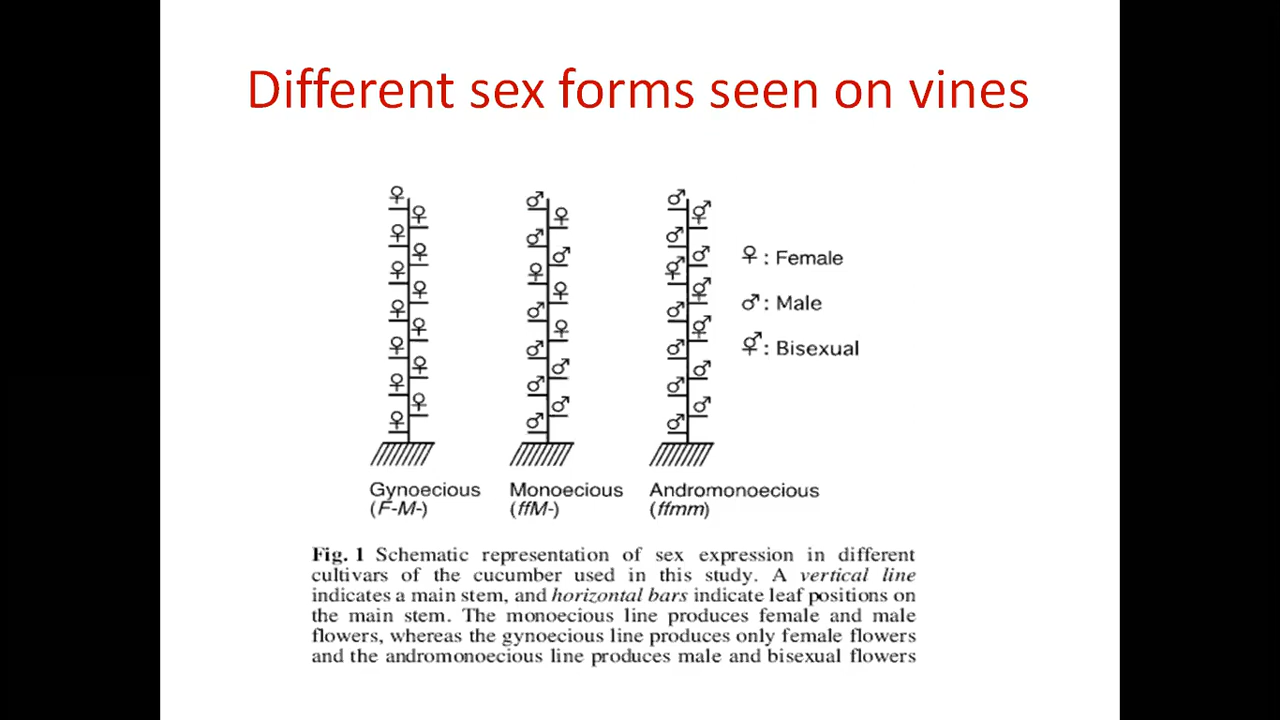 Different sex forms seen on vines
♀ : Female
♂ : Male
⚥ : Bisexual
Gynoecious Monoecious Andromonoecious
(F-M-) (ffM-) (ffmm)
Fig. 1 Schematic representation of sex expression in different
cultivars of the cucumber used in this study. A vertical line
indicates a main stem, and horizontal bars indicate leaf positions on
the main stem. The monoecious line produces female and male
flowers, whereas the gynoecious line produces only female flowers
and the andromonoecious line produces male and bisexual flowers